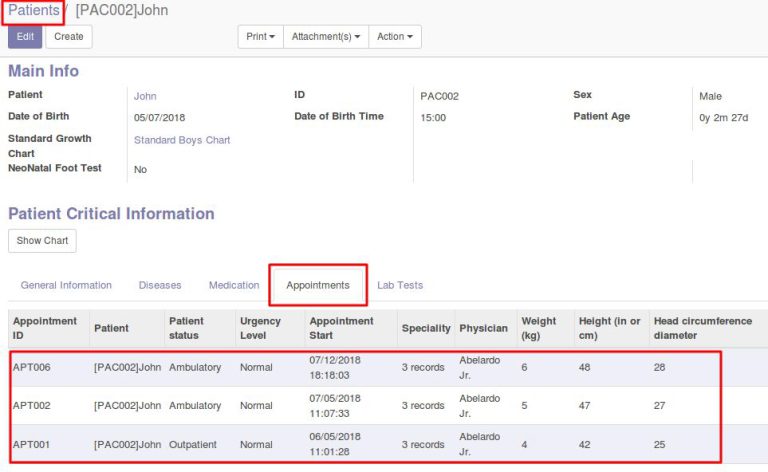 Patients / [PAC002]John
Edit Create Print Attachment(s) Action
Main Info
Patient John ID PAC002 Sex Male
Date of Birth 05/07/2018 Date of Birth Time 15:00 Patient Age 0y 2m 27d
Standard Growth Chart Standard Boys Chart
NeoNatal Foot Test No
Patient Critical Information
Show Chart
General Information Diseases Medication Appointments Lab Tests
Appointment ID Patient Patient status Urgency Level Appointment Start Speciality Physician Weight (kg) Height (in or cm) Head circumference diameter
APT006 [PAC002]John Ambulatory Normal 07/12/2018 18:18:03 3 records Abelardo Jr. 6 48 28
APT002 [PAC002]John Ambulatory Normal 07/05/2018 11:07:33 3 records Abelardo Jr. 5 47 27
APT001 [PAC002]John Outpatient Normal 06/05/2018 11:01:28 3 records Abelardo Jr. 4 42 25